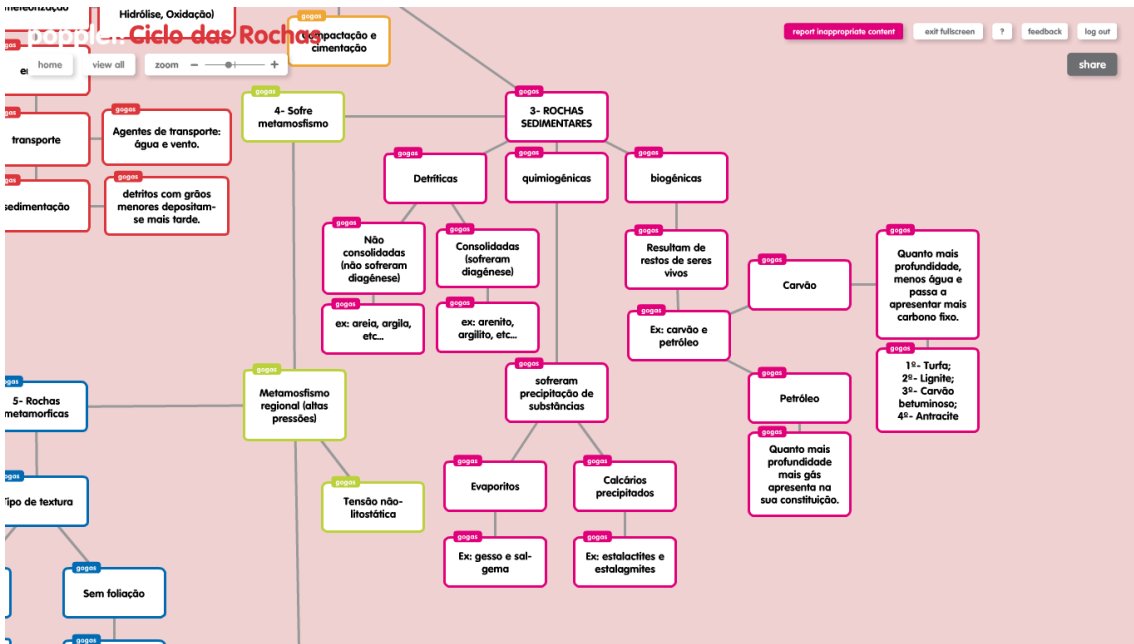 meteorização
Hidrólise, Oxidação)
popplet: Ciclo das Rochas
gogas
Compactação e
cimentação
report inappropriate content
exit fullscreen
?
feedback
log out
home
view all
zoom
share
gogas
4- Sofre
metamosfismo
gogas
3- ROCHAS
SEDIMENTARES
transporte
gogas
Agentes de transporte:
água e vento.
gogas
Detríticas
gogas
quimiogénicas
gogas
biogénicas
sedimentação
gogas
detritos com grãos
menores depositam-
se mais tarde.
gogas
Não
consolidadas
(não sofreram
diagénese)
gogas
Consolidadas
(sofreram
diagénese)
gogas
Resultam de
restos de seres
vivos
gogas
Carvão
gogas
Quanto mais
profundidade,
menos água e
passa a
apresentar mais
carbono fixo.
gogas
ex: areia, argila,
etc...
gogas
ex: arenito,
argilito, etc...
gogas
Ex: carvão e
petróleo
gogas
1º- Turfa;
2º- Lignite;
3º- Carvão
betuminoso;
4º- Antracite
gogas
5- Rochas
metamorficas
gogas
Metamosfismo
regional (altas
pressões)
gogas
sofreram
precipitação de
substâncias
gogas
Petróleo
gogas
Quanto mais
profundidade
mais gás
apresenta na
sua constituição.
gogas
Tipo de textura
gogas
Tensão não-
litostática
gogas
Evaporitos
gogas
Calcários
precipitados
gogas
Ex: gesso e sal-
gema
gogas
Ex: estalactites e
estalagmites
gogas
Sem foliação
gogas